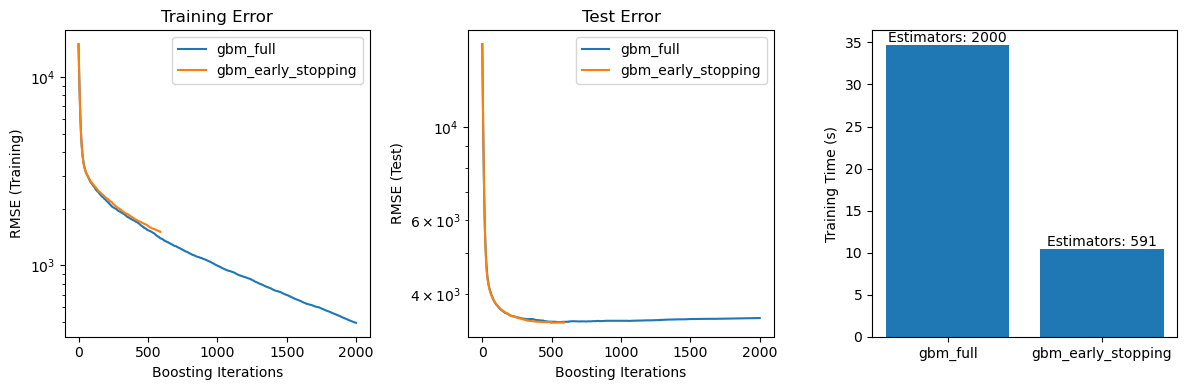 Training Error
gbm_full
gbm_early_stopping
10^4
10^3
RMSE (Training)
0
500
1000
1500
2000
Boosting Iterations
Test Error
gbm_full
gbm_early_stopping
10^4
6 × 10^3
4 × 10^3
RMSE (Test)
0
500
1000
1500
2000
Boosting Iterations
Estimators: 2000
Estimators: 591
35
30
25
20
15
10
5
0
Training Time (s)
gbm_full
gbm_early_stopping